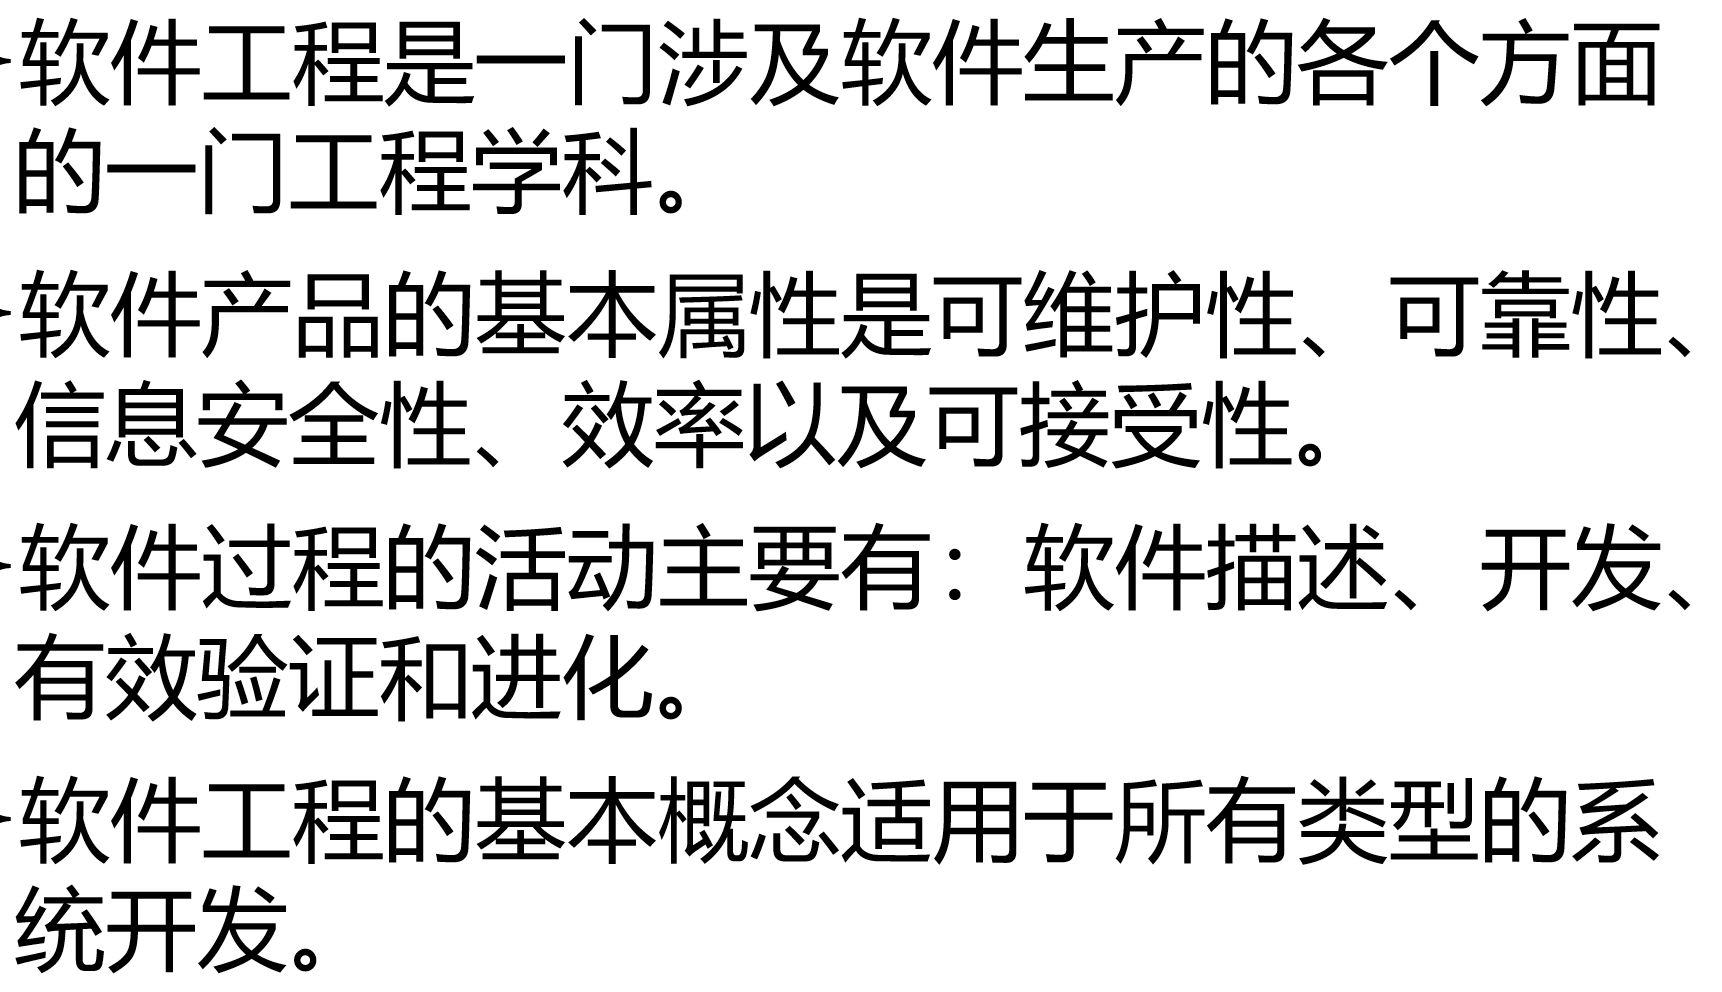 软件工程是一门涉及软件生产的各个方面
的一门工程学科。
软件产品的基本属性是可维护性、可靠性、
信息安全性、效率以及可接受性。
软件过程的活动主要有：软件描述、开发、
有效验证和进化。
软件工程的基本概念适用于所有类型的系
统开发。